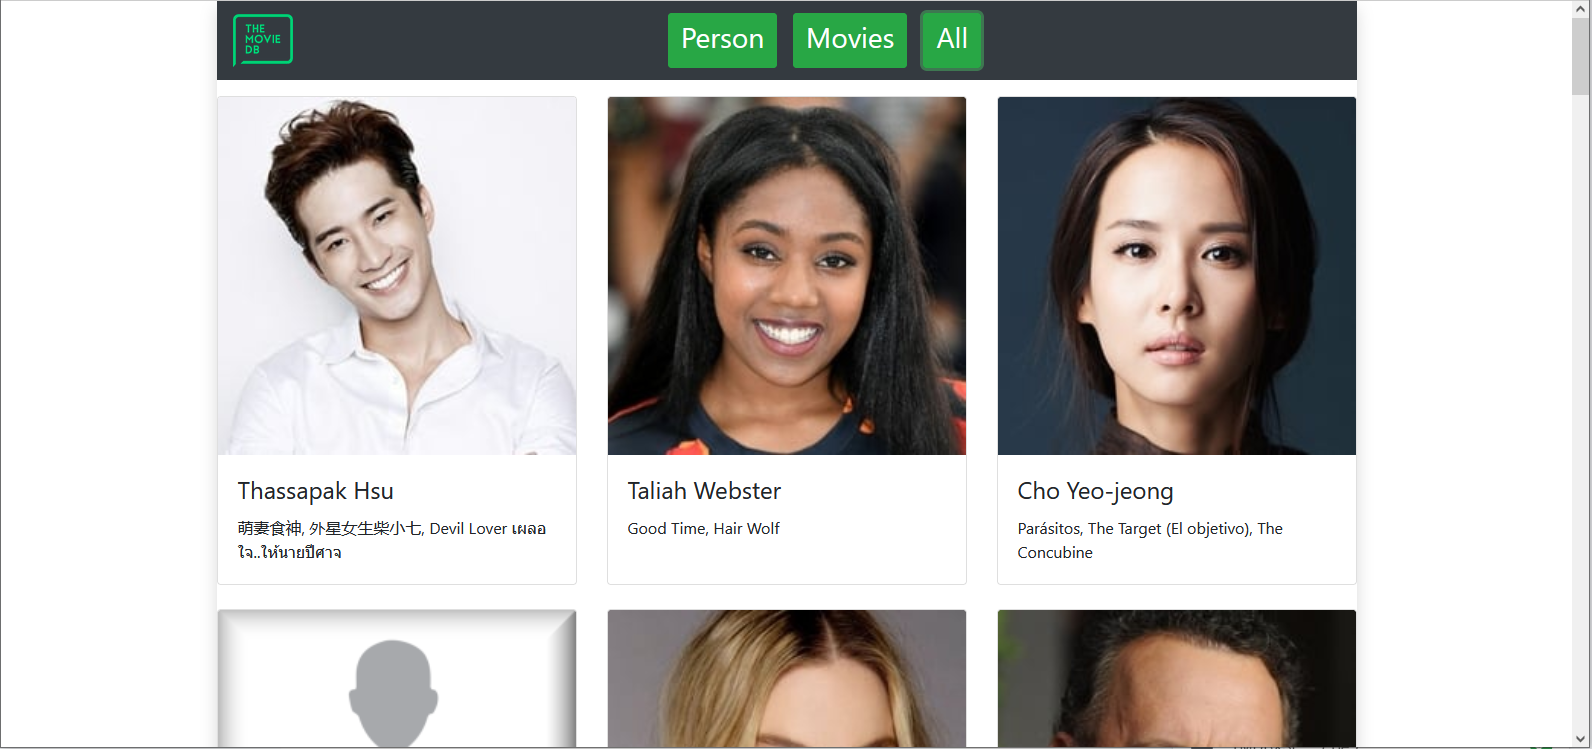 THE
MOVIE
DB
Person
Movies
All
Thassapak Hsu
萌妻食神, 外星女生柴小七, Devil Lover เผลอ
ใจ..ให้นายปีศาจ
Taliah Webster
Good Time, Hair Wolf
Cho Yeo-jeong
Parásitos, The Target (El objetivo), The
Concubine